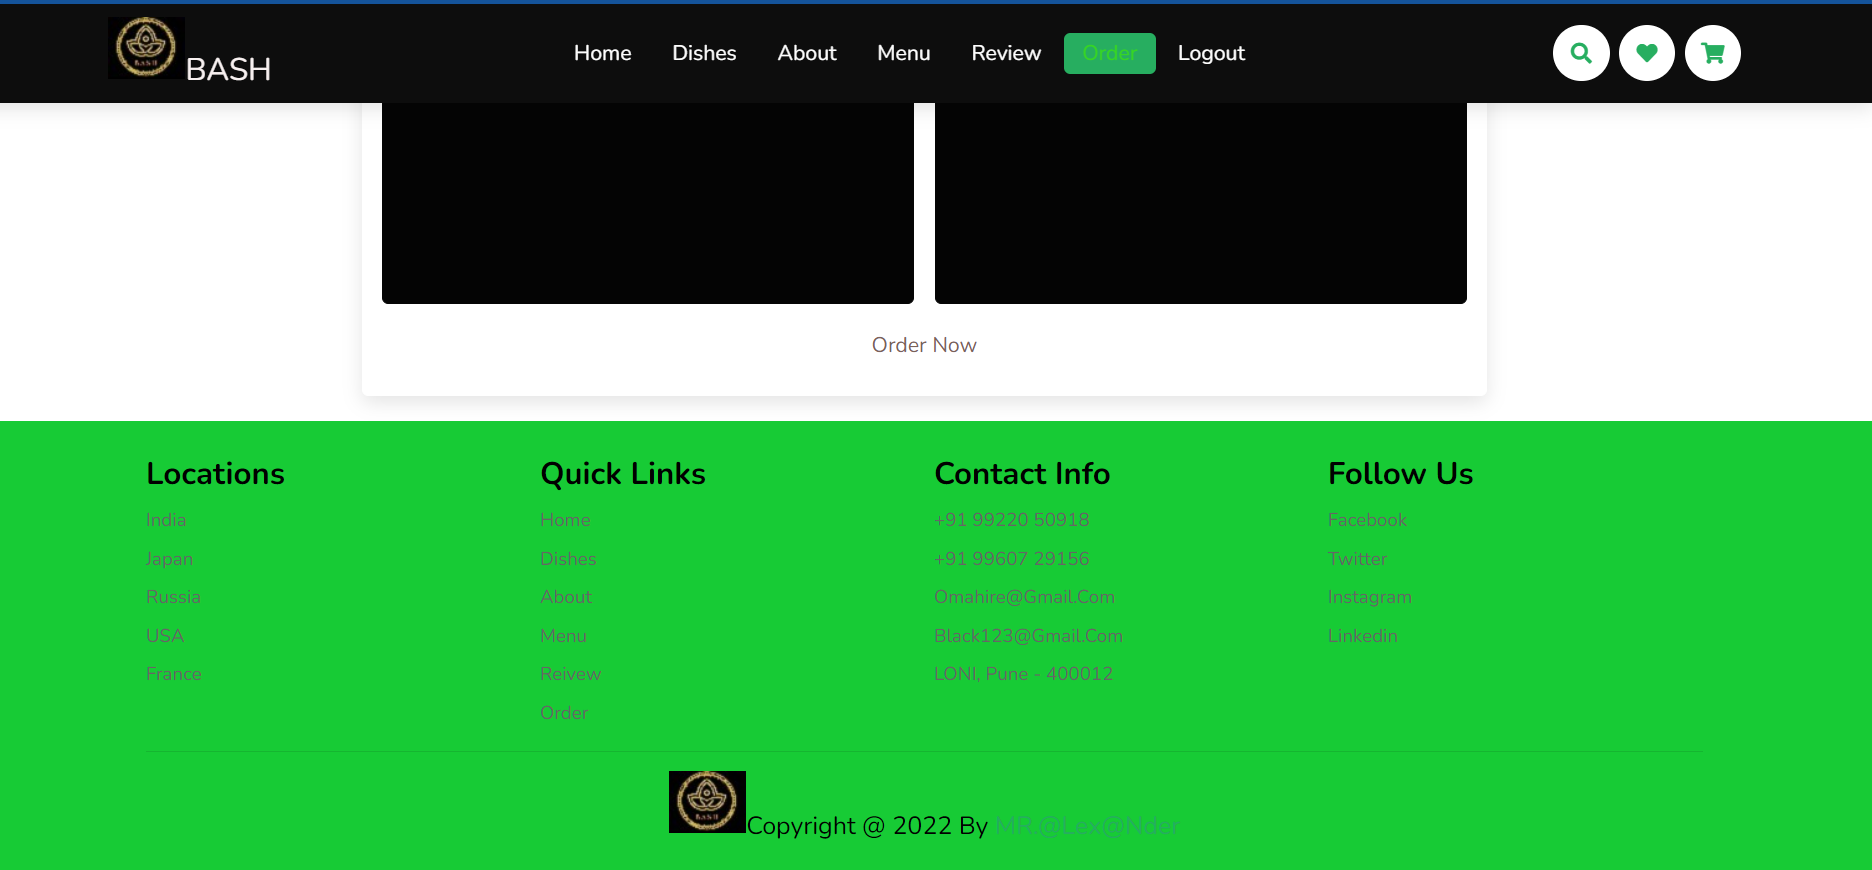 BASH
BASH
Home Dishes About Menu Review Order Logout
Order Now
Locations
India
Japan
Russia
USA
France
Quick Links
Home
Dishes
About
Menu
Reivew
Order
Contact Info
+91 99220 50918
+91 99607 29156
Omahire@Gmail.Com
Black123@Gmail.Com
LONI, Pune - 400012
Follow Us
Facebook
Twitter
Instagram
Linkedin
BASH
Copyright @ 2022 By MR.@Lex@Nder